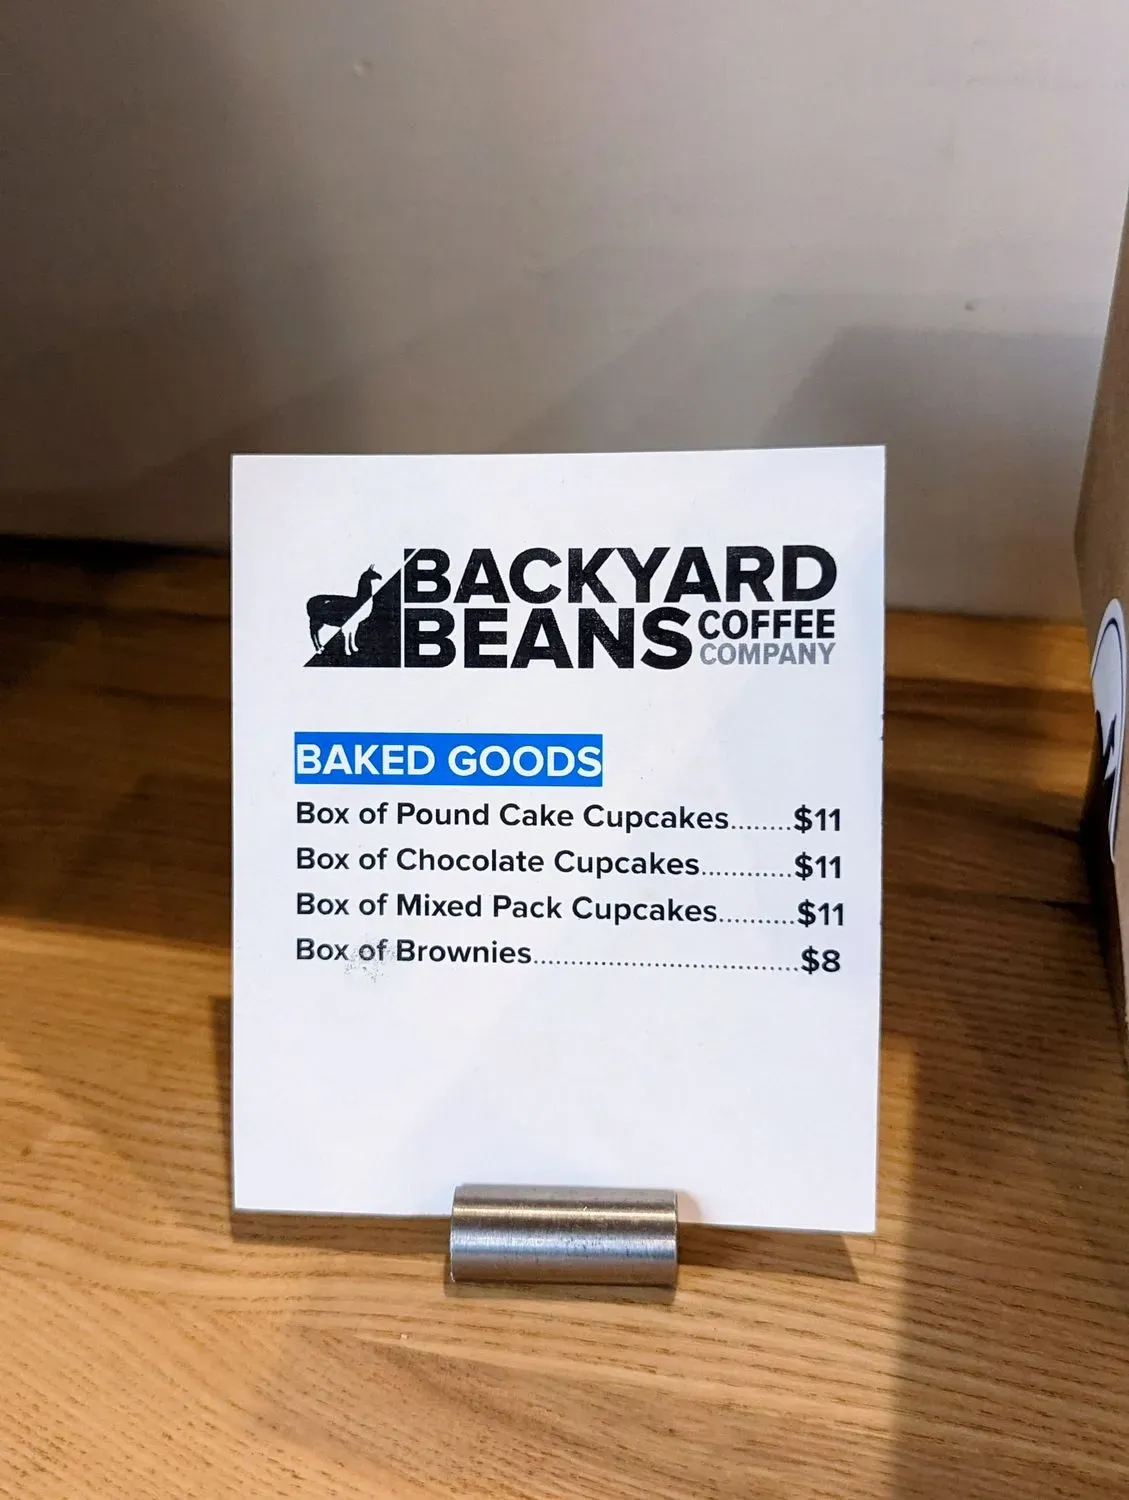 BACKYARD
BEANS COFFEE
COMPANY
BAKED GOODS
Box of Pound Cake Cupcakes........$11
Box of Chocolate Cupcakes............$11
Box of Mixed Pack Cupcakes..........$11
Box of Brownies...................................$8